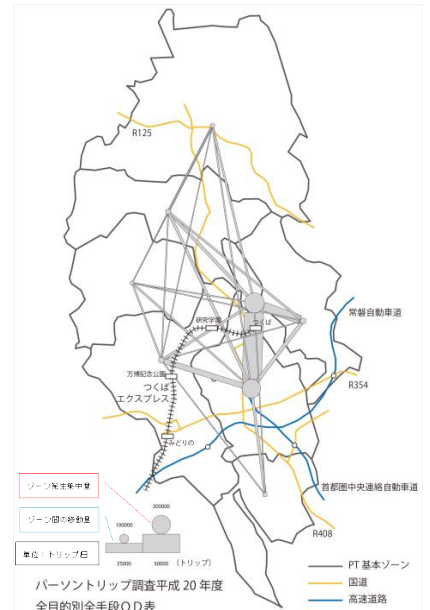 R125
研究学園
つくば
常磐自動車道
万博記念公園
つくば
エクスプレス
R354
みどりの
首都圏中央連絡自動車道
ゾーン発生集中量
200000
ゾーン間の移動量
100000
単位：トリップ/日
25000
50000
(トリップ)
R408
PT 基本ゾーン
国道
高速道路
パーソントリップ調査平成 20 年度
全目的別全手段ＯＤ表